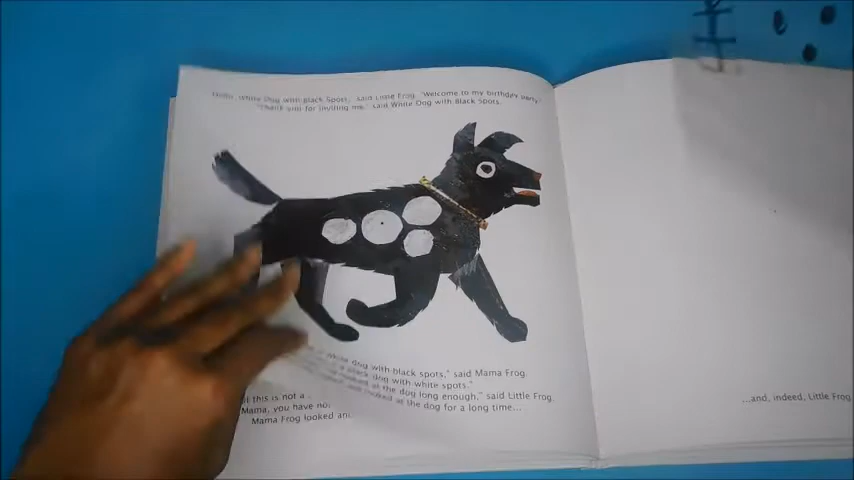 Hello, White Dog with Black Spots," said Little Frog. "Welcome to my birthday party."
"Thank you for inviting me," said White Dog with Black Spots.
white dog with black spots," said Mama Frog.
this is not a
black dog with white spots."
Mama, you have not looked at the dog long enough," said Little Frog.
Mama Frog looked and looked at the dog for a long time...
...and, indeed, Little Frog